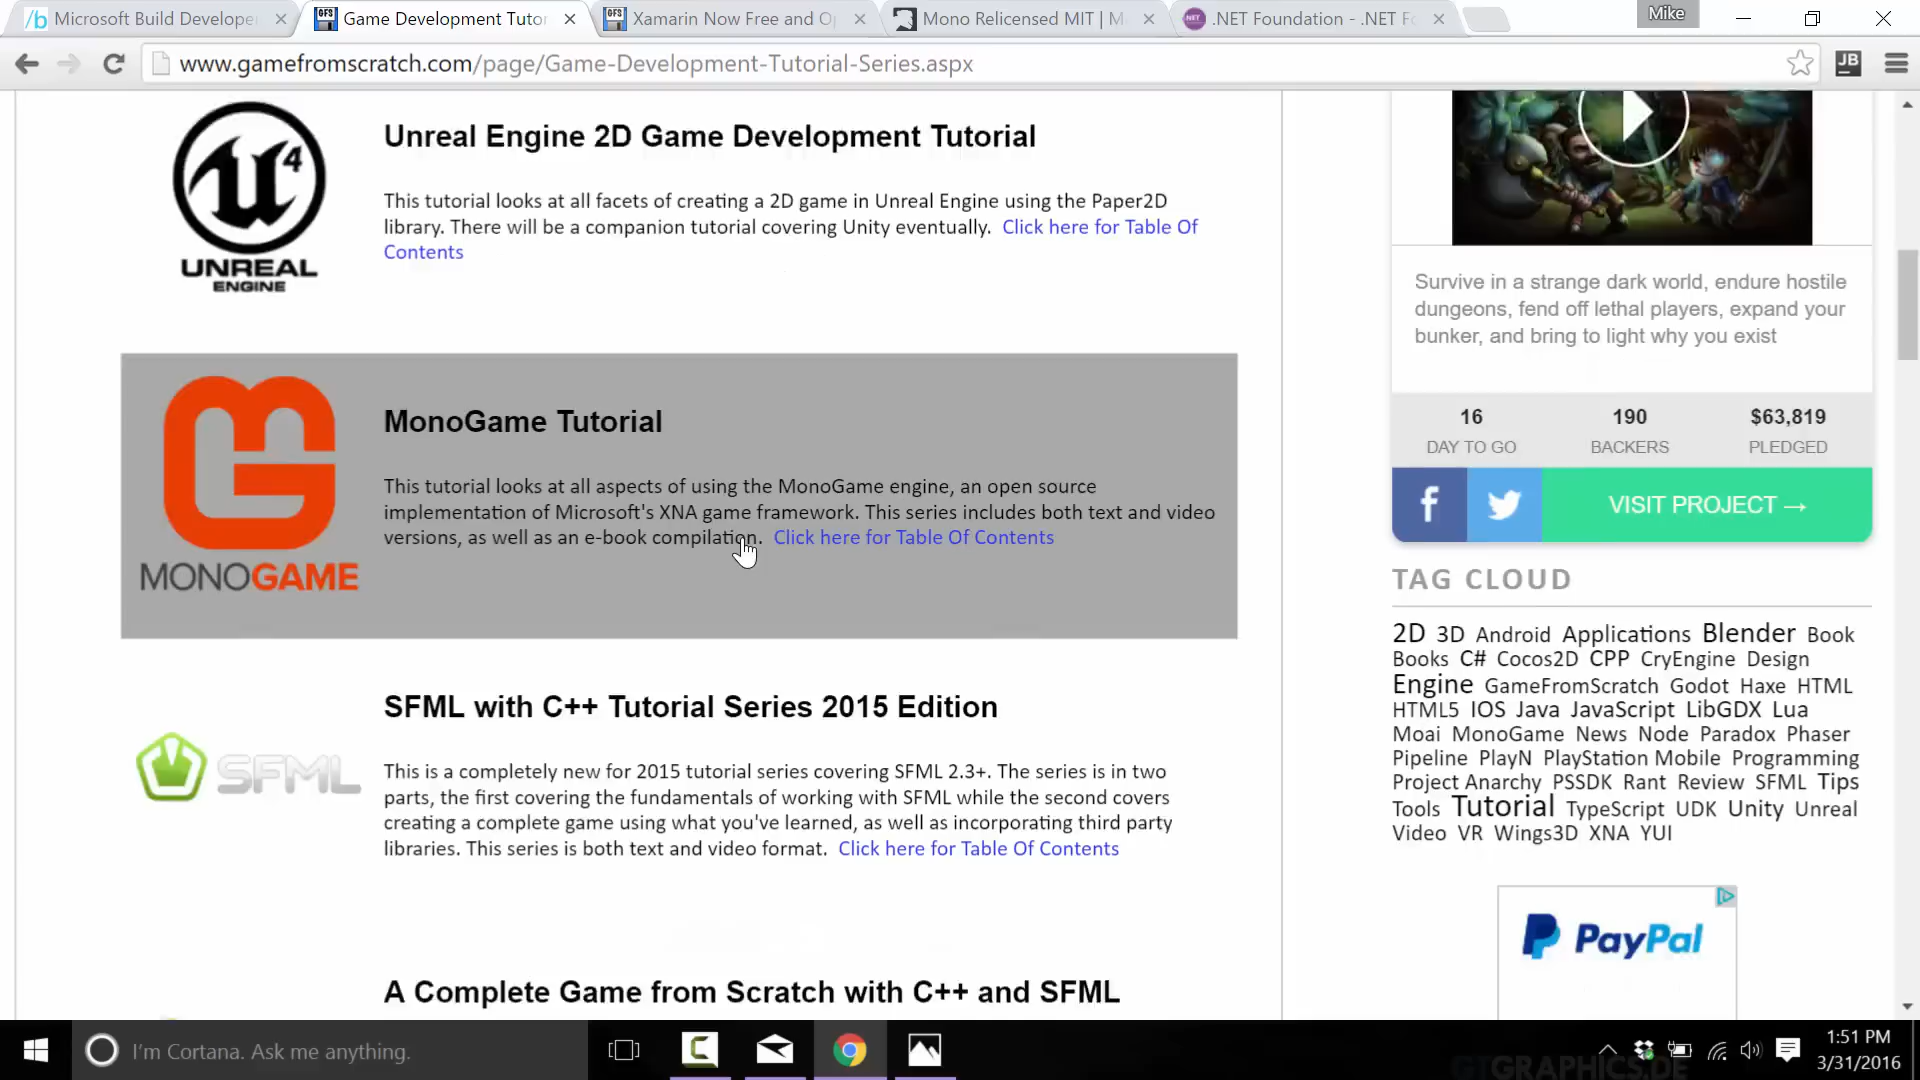 Microsoft Build Develope
Game Development Tutor
Xamarin Now Free and Op
Mono Relicensed MIT | M
.NET Foundation - .NET Fo
Mike
www.gamefromscratch.com/page/Game-Development-Tutorial-Series.aspx
JB
4
UNREAL
ENGINE
Unreal Engine 2D Game Development Tutorial
This tutorial looks at all facets of creating a 2D game in Unreal Engine using the Paper2D
library. There will be a companion tutorial covering Unity eventually. Click here for Table Of
Contents
MONOGAME
MonoGame Tutorial
This tutorial looks at all aspects of using the MonoGame engine, an open source
implementation of Microsoft's XNA game framework. This series includes both text and video
versions, as well as an e-book compilation. Click here for Table Of Contents
SFML
SFML with C++ Tutorial Series 2015 Edition
This is a completely new for 2015 tutorial series covering SFML 2.3+. The series is in two
parts, the first covering the fundamentals of working with SFML while the second covers
creating a complete game using what you've learned, as well as incorporating third party
libraries. This series is both text and video format. Click here for Table Of Contents
A Complete Game from Scratch with C++ and SFML
Survive in a strange dark world, endure hostile
dungeons, fend off lethal players, expand your
bunker, and bring to light why you exist
16 190 $63,819
DAY TO GO BACKERS PLEDGED
VISIT PROJECT →
TAG CLOUD
2D 3D Android Applications Blender Book
Books C# Cocos2D CPP CryEngine Design
Engine GameFromScratch Godot Haxe HTML
HTML5 IOS Java JavaScript LibGDX Lua
Moai MonoGame News Node Paradox Phaser
Pipeline PlayN PlayStation Mobile Programming
Project Anarchy PSSDK Rant Review SFML Tips
Tools Tutorial TypeScript UDK Unity Unreal
Video VR Wings3D XNA YUI
PayPal
I'm Cortana. Ask me anything.
1:51 PM
3/31/2016
GTGRAPHICS.DE